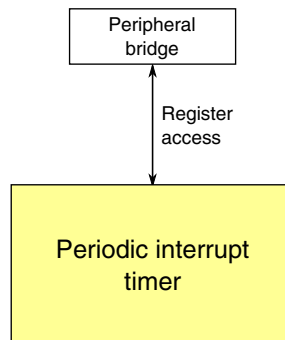 Peripheral
bridge
Register
access
Periodic interrupt
timer